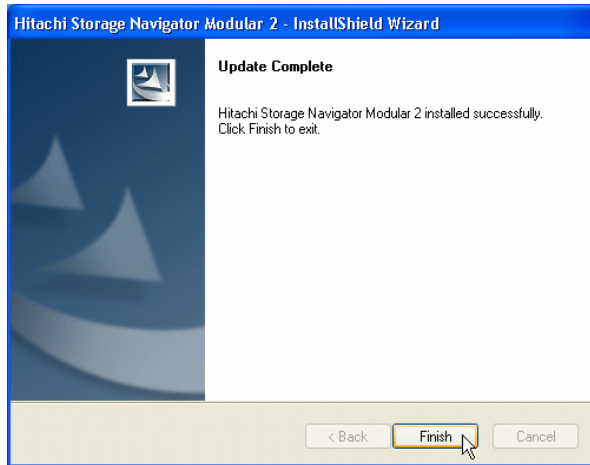 Hitachi Storage Navigator Modular 2 - InstallShield Wizard
Update Complete
Hitachi Storage Navigator Modular 2 installed successfully.
Click Finish to exit.
< Back
Finish
Cancel